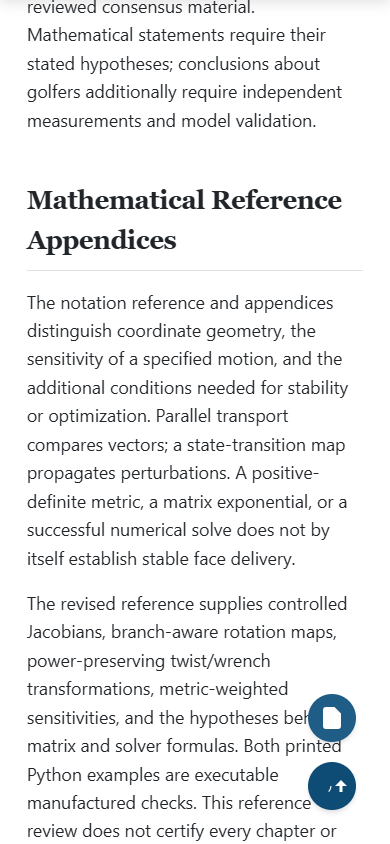 reviewed consensus material.
Mathematical statements require their
stated hypotheses; conclusions about
golfers additionally require independent
measurements and model validation.
Mathematical Reference
Appendices
The notation reference and appendices
distinguish coordinate geometry, the
sensitivity of a specified motion, and the
additional conditions needed for stability
or optimization. Parallel transport
compares vectors; a state-transition map
propagates perturbations. A positive-
definite metric, a matrix exponential, or a
successful numerical solve does not by
itself establish stable face delivery.
The revised reference supplies controlled
Jacobians, branch-aware rotation maps,
power-preserving twist/wrench
transformations, metric-weighted
sensitivities, and the hypotheses
matrix and solver formulas. Both printed
Python examples are executable
manufactured checks. This reference
review does not certify every chapter or